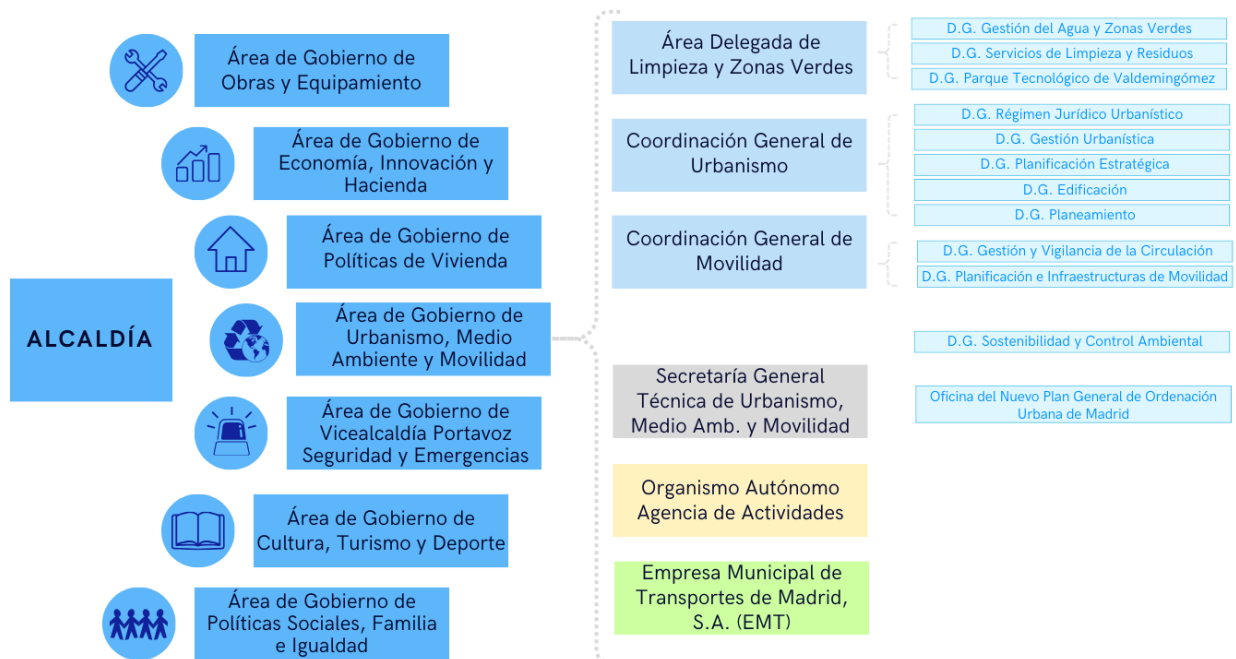 ALCALDÍA
Área de Gobierno de
Obras y Equipamiento
Área de Gobierno de
Economía, Innovación y
Hacienda
Área de Gobierno de
Políticas de Vivienda
Área de Gobierno de
Urbanismo, Medio
Ambiente y Movilidad
Área de Gobierno de
Vicealcaldía Portavoz
Seguridad y Emergencias
Área de Gobierno de
Cultura, Turismo y Deporte
Área de Gobierno de
Políticas Sociales, Familia
e Igualdad
Área Delegada de
Limpieza y Zonas Verdes
D.G. Gestión del Agua y Zonas Verdes
D.G. Servicios de Limpieza y Residuos
D.G. Parque Tecnológico de Valdemingómez
Coordinación General de
Urbanismo
D.G. Régimen Jurídico Urbanístico
D.G. Gestión Urbanística
D.G. Planificación Estratégica
D.G. Edificación
D.G. Planeamiento
Coordinación General de
Movilidad
D.G. Gestión y Vigilancia de la Circulación
D.G. Planificación e Infraestructuras de Movilidad
D.G. Sostenibilidad y Control Ambiental
Secretaría General
Técnica de Urbanismo,
Medio Amb. y Movilidad
Oficina del Nuevo Plan General de Ordenación
Urbana de Madrid
Organismo Autónomo
Agencia de Actividades
Empresa Municipal de
Transportes de Madrid,
S.A. (EMT)